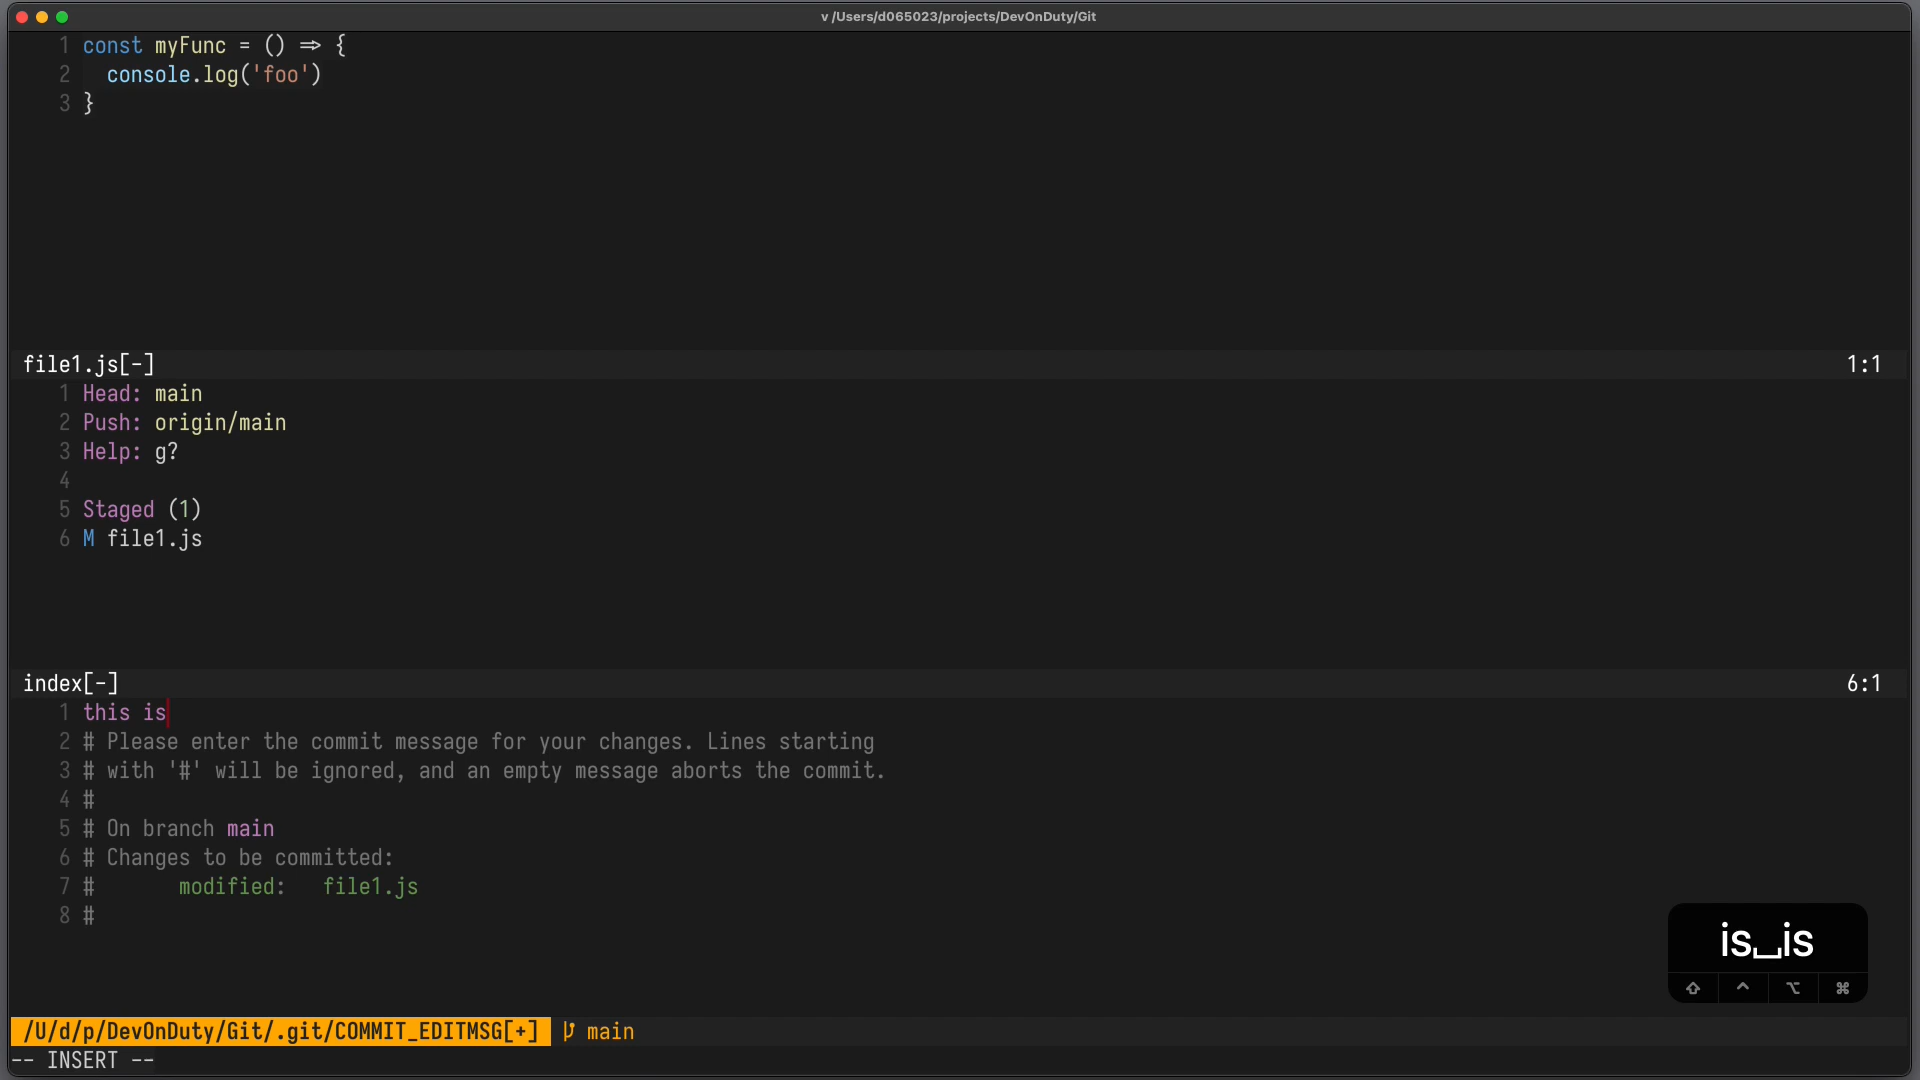 v /Users/d065023/projects/DevOnDuty/Git
1 const myFunc = () => {
2   console.log('foo')
3 }
file1.js[-] 1:1
1 Head: main
2 Push: origin/main
3 Help: g?
4
5 Staged (1)
6 M file1.js
index[-] 6:1
1 this is
2 # Please enter the commit message for your changes. Lines starting
3 # with '#' will be ignored, and an empty message aborts the commit.
4 #
5 # On branch main
6 # Changes to be committed:
7 #       modified:   file1.js
8 #
is␣is
⇧ ^ ⌥ ⌘
/U/d/p/DevOnDuty/Git/.git/COMMIT_EDITMSG[+] main
-- INSERT --